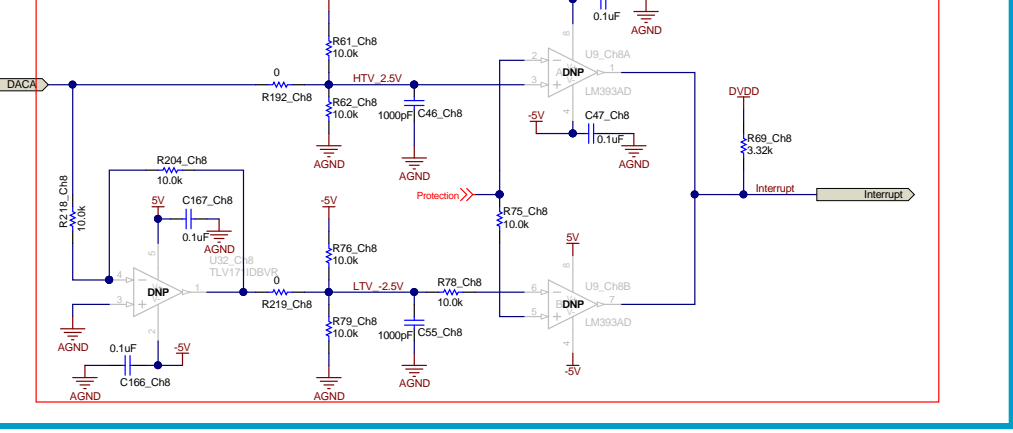 0.1uF
AGND
R61_Ch8
10.0k
U9_Ch8A
8
2
DNP
1
3
A
LM393AD
4
DACA
0
R192_Ch8
HTV_2.5V
R62_Ch8
10.0k
1000pF
C46_Ch8
AGND
AGND
-5V
C47_Ch8
0.1uF
AGND
DVDD
R69_Ch8
3.32k
R204_Ch8
10.0k
R218_Ch8
10.0k
5V
C167_Ch8
0.1uF
AGND
U32_Ch8
TLV171IDBVR
5
4
DNP
1
3
2
AGND
0.1uF
-5V
C166_Ch8
AGND
0
R219_Ch8
-5V
R76_Ch8
10.0k
LTV_-2.5V
R79_Ch8
10.0k
AGND
1000pF
C55_Ch8
AGND
R78_Ch8
10.0k
Protection
R75_Ch8
10.0k
Interrupt
Interrupt
5V
8
U9_Ch8B
6
DNP
7
5
B
LM393AD
4
-5V